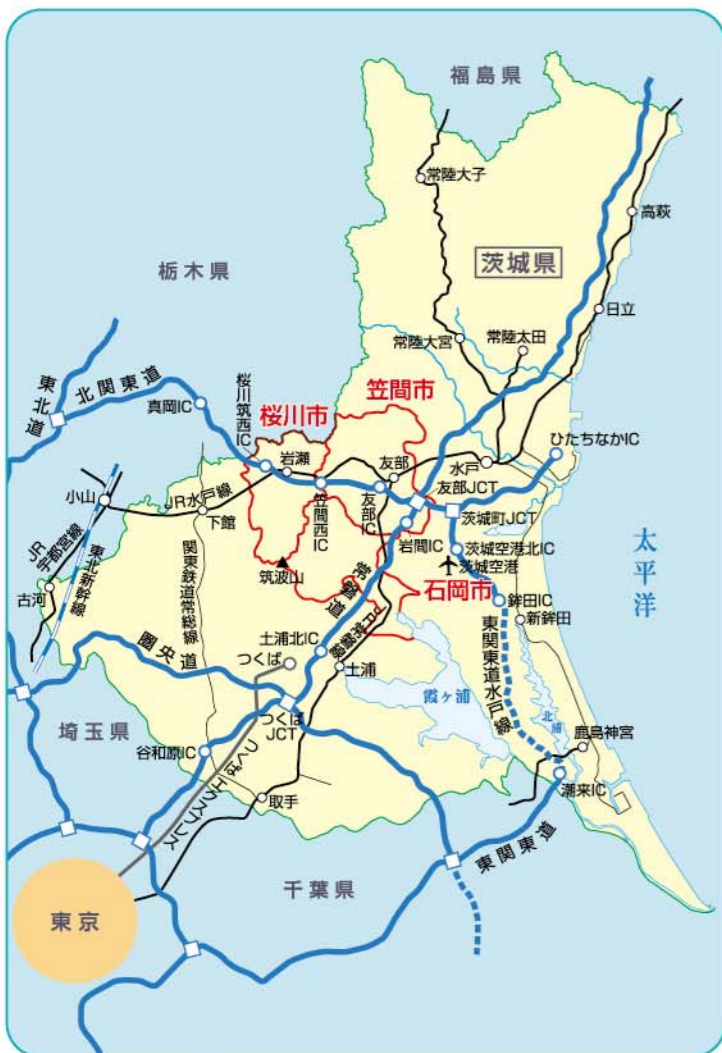 福島県
常陸大子
高萩
栃木県
茨城県
日立
常陸大宮
常陸太田
東北道
北関東道
真岡IC
桜川筑西IC
桜川市
笠間市
ひたちなかIC
岩瀬
友部
水戸
小山
JR水戸線
下館
笠間西IC
友部IC
友部JCT
茨城町JCT
岩間IC
茨城空港北IC
茨城空港
太平洋
JR宇都宮線
東北新幹線
古河
関東鉄道常総線
筑波山
常磐道
JR常磐線
石岡市
鉾田IC
新鉾田
圏央道
土浦北IC
つくば
土浦
霞ヶ浦
東関東道水戸線
北浦
埼玉県
つくばJCT
谷和原IC
つくばエクスプレス
取手
鹿島神宮
潮来IC
東関東道
千葉県
東京